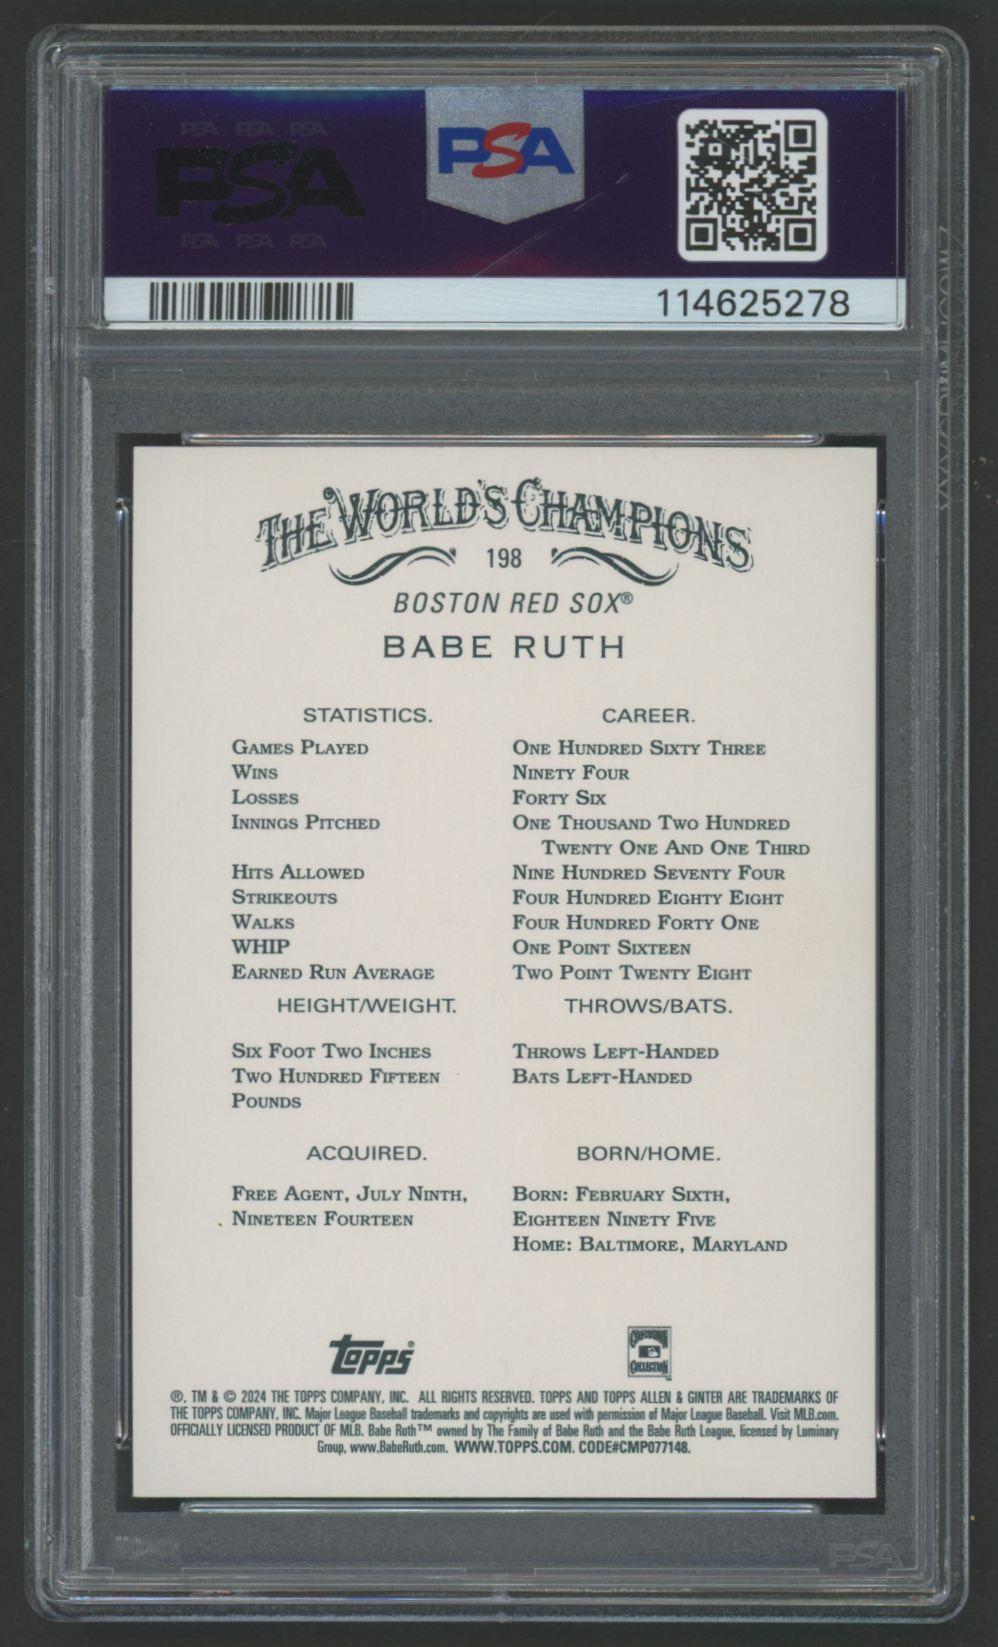 PSA PSA PSA
PSA
PSA PSA PSA
PSA
114625278
THE WORLD'S CHAMPIONS
198
BOSTON RED SOX®
BABE RUTH
STATISTICS. CAREER.
GAMES PLAYED ONE HUNDRED SIXTY THREE
WINS NINETY FOUR
LOSSES FORTY SIX
INNINGS PITCHED ONE THOUSAND TWO HUNDRED
TWENTY ONE AND ONE THIRD
HITS ALLOWED NINE HUNDRED SEVENTY FOUR
STRIKEOUTS FOUR HUNDRED EIGHTY EIGHT
WALKS FOUR HUNDRED FORTY ONE
WHIP ONE POINT SIXTEEN
EARNED RUN AVERAGE TWO POINT TWENTY EIGHT
HEIGHT/WEIGHT. THROWS/BATS.
SIX FOOT TWO INCHES THROWS LEFT-HANDED
TWO HUNDRED FIFTEEN BATS LEFT-HANDED
POUNDS
ACQUIRED. BORN/HOME.
FREE AGENT, JULY NINTH, BORN: FEBRUARY SIXTH,
NINETEEN FOURTEEN EIGHTEEN NINETY FIVE
HOME: BALTIMORE, MARYLAND
Topps® COOPERSTOWN COLLECTION™
®, TM & © 2024 THE TOPPS COMPANY, INC. ALL RIGHTS RESERVED. TOPPS AND TOPPS ALLEN & GINTER ARE TRADEMARKS OF
THE TOPPS COMPANY, INC. Major League Baseball trademarks and copyrights are used with permission of Major League Baseball. Visit MLB.com.
OFFICIALLY LICENSED PRODUCT OF MLB. Babe Ruth™ owned by The Family of Babe Ruth and the Babe Ruth League, licensed by Luminary
Group, www.BabeRuth.com. WWW.TOPPS.COM. CODE#CMP077148.
PSA